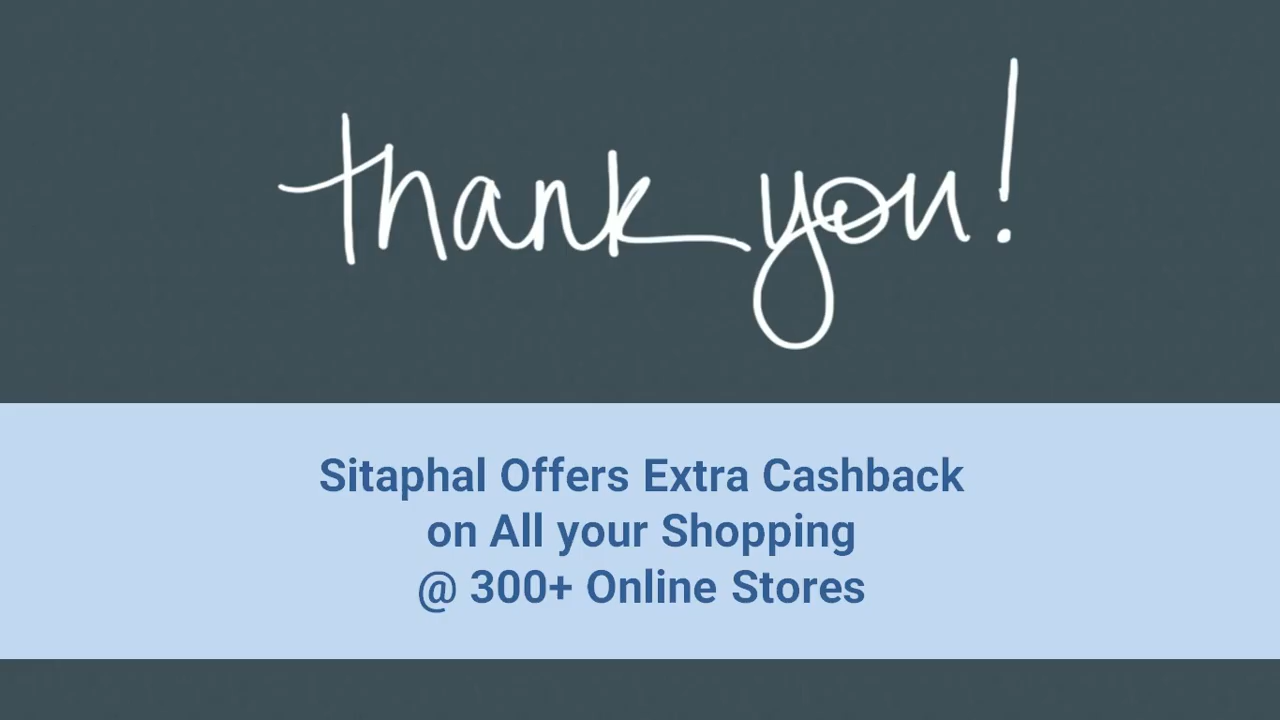 thank you!
Sitaphal Offers Extra Cashback
on All your Shopping
@ 300+ Online Stores